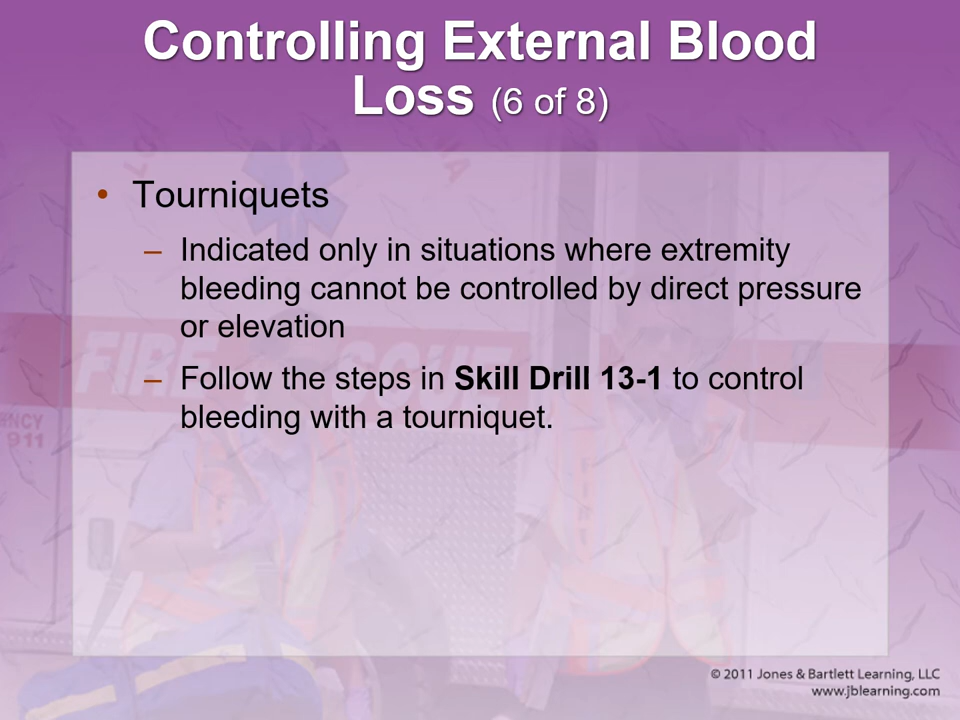 Controlling External Blood
Loss (6 of 8)
• Tourniquets
– Indicated only in situations where extremity
bleeding cannot be controlled by direct pressure
or elevation
FIRE
– Follow the steps in Skill Drill 13-1 to control
bleeding with a tourniquet.
911
© 2011 Jones & Bartlett Learning, LLC
www.jblearning.com